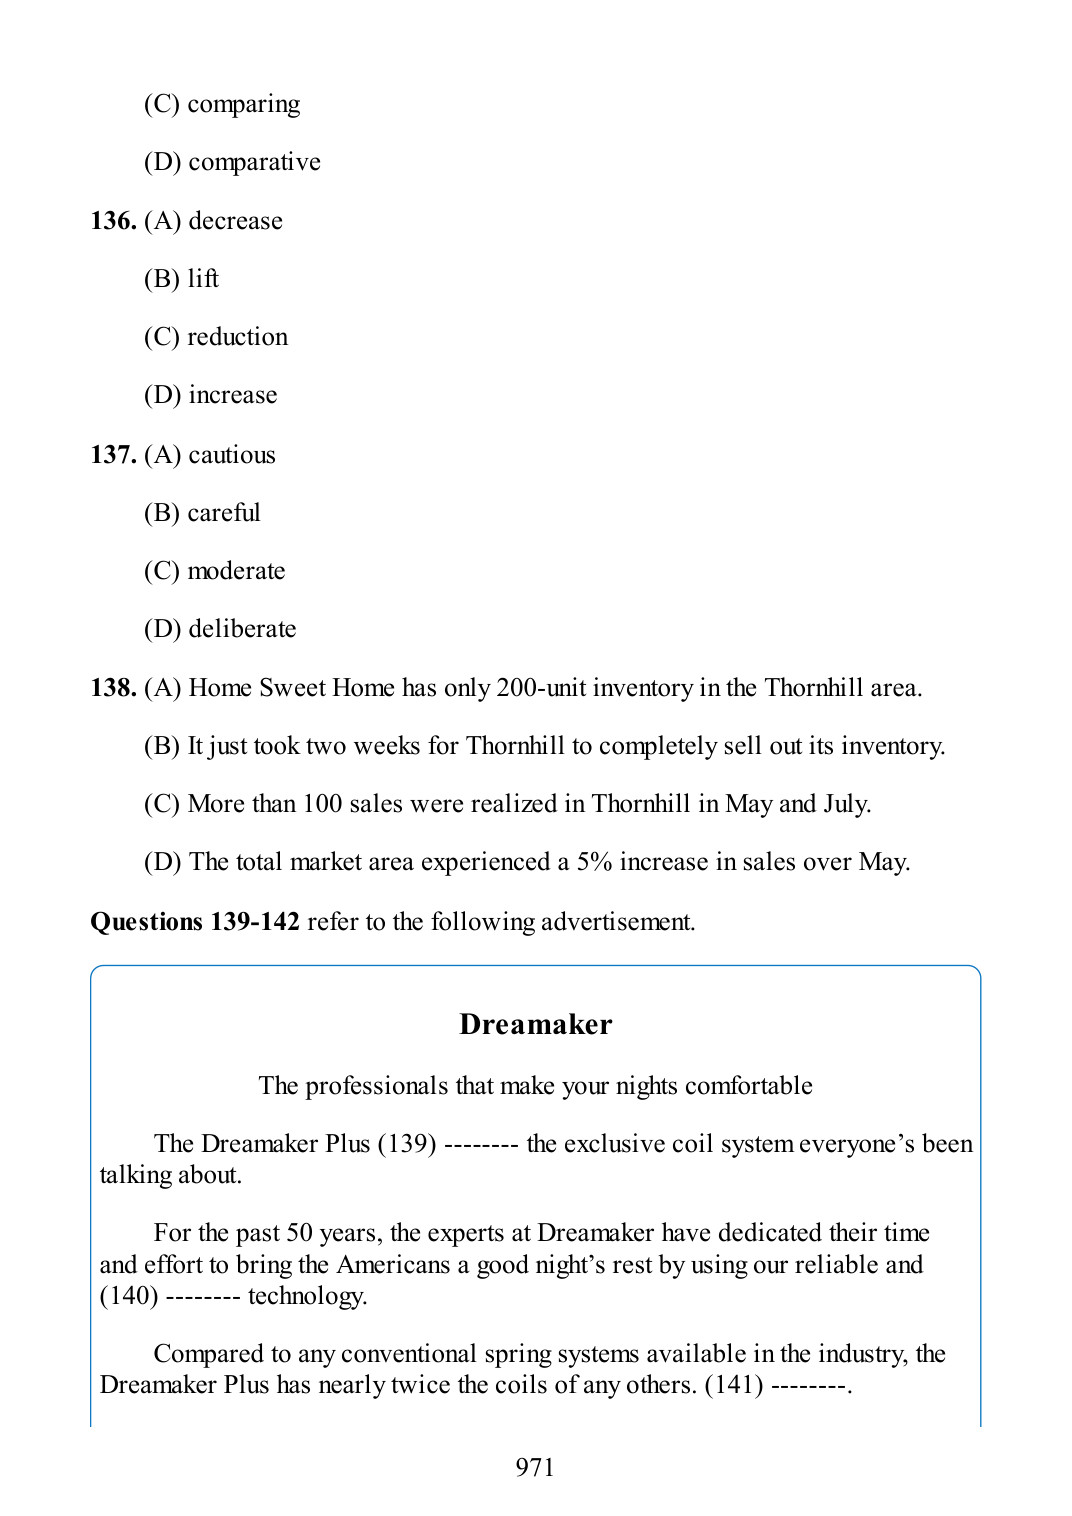 (C) comparing
(D) comparative
136. (A) decrease
(B) lift
(C) reduction
(D) increase
137. (A) cautious
(B) careful
(C) moderate
(D) deliberate
138. (A) Home Sweet Home has only 200-unit inventory in the Thornhill area.
(B) It just took two weeks for Thornhill to completely sell out its inventory.
(C) More than 100 sales were realized in Thornhill in May and July.
(D) The total market area experienced a 5% increase in sales over May.
Questions 139-142 refer to the following advertisement.
Dreamaker
The professionals that make your nights comfortable
The Dreamaker Plus (139) -------- the exclusive coil system everyone’s been
talking about.
For the past 50 years, the experts at Dreamaker have dedicated their time
and effort to bring the Americans a good night’s rest by using our reliable and
(140) -------- technology.
Compared to any conventional spring systems available in the industry, the
Dreamaker Plus has nearly twice the coils of any others. (141) --------.
971